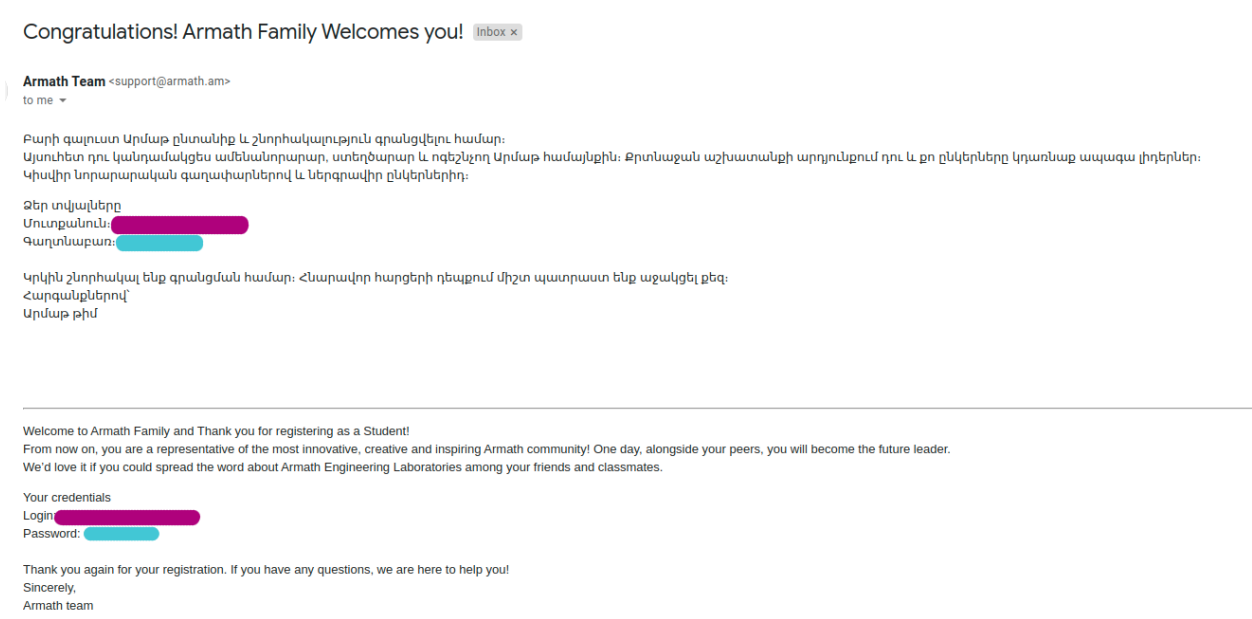 Congratulations! Armath Family Welcomes you! Inbox ×
Armath Team <support@armath.am>
to me
Բարի գալուստ Արմաթ ընտանիք և շնորհակալություն գրանցվելու համար։
Այսուհետ դու կանդամակցես ամենանորարար, ստեղծարար և ոգեշնչող Արմաթ համայնքին։ Քրտնաջան աշխատանքի արդյունքում դու և քո ընկերները կդառնաք ապագա լիդերներ։
Կիսվիր նորարարական գաղափարներով և ներգրավիր ընկերներիդ։
Ձեր տվյալները
Մուտքանուն։
Գաղտնաբառ։
Կրկին շնորհակալ ենք գրանցման համար։ Հնարավոր հարցերի դեպքում միշտ պատրաստ ենք աջակցել քեզ։
Հարգանքներով՝
Արմաթ թիմ
Welcome to Armath Family and Thank you for registering as a Student!
From now on, you are a representative of the most innovative, creative and inspiring Armath community! One day, alongside your peers, you will become the future leader.
We’d love it if you could spread the word about Armath Engineering Laboratories among your friends and classmates.
Your credentials
Login:
Password:
Thank you again for your registration. If you have any questions, we are here to help you!
Sincerely,
Armath team